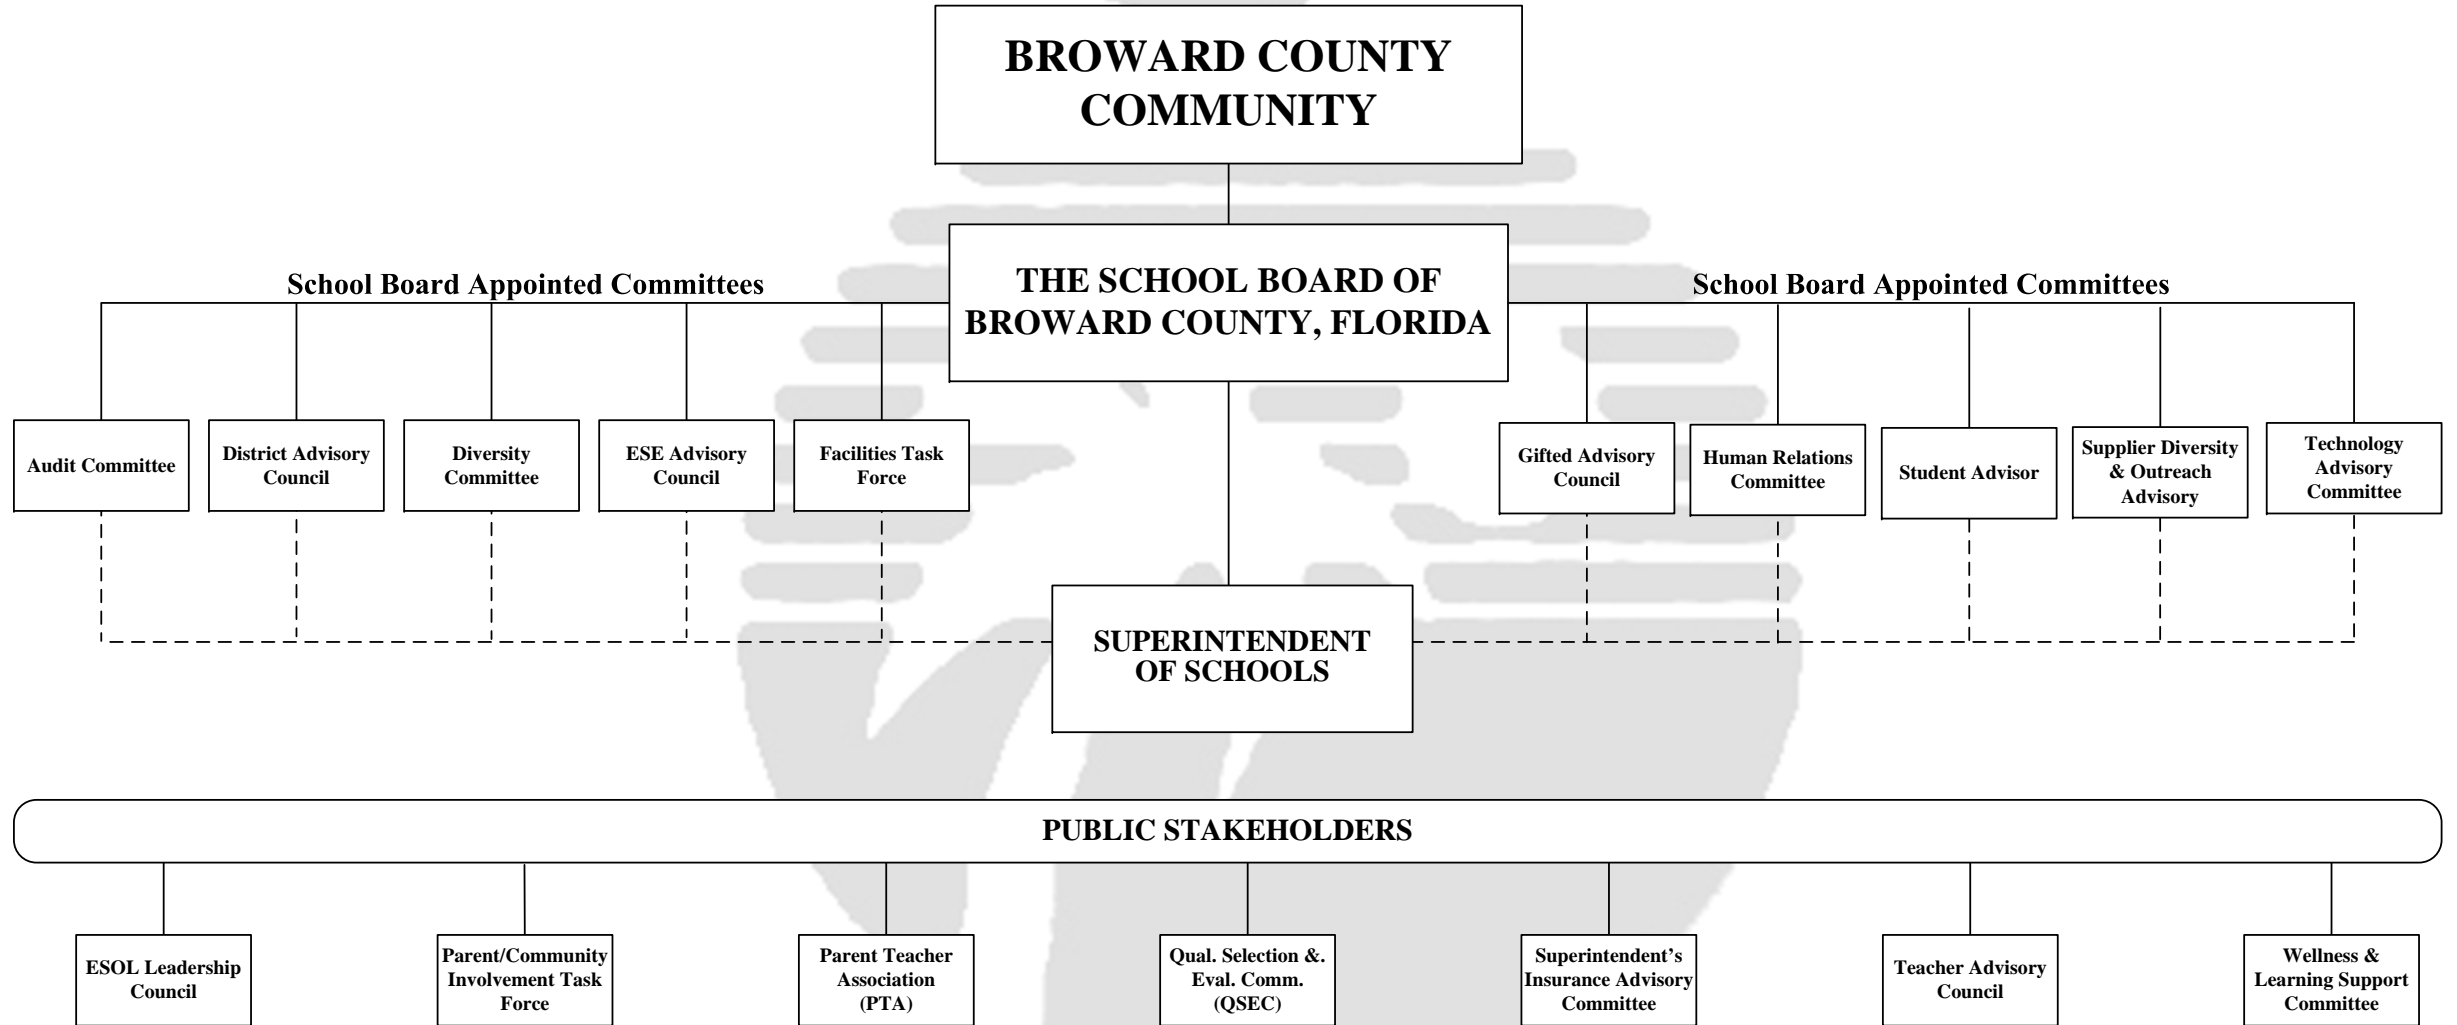 BROWARD COUNTY
COMMUNITY
THE SCHOOL BOARD OF
BROWARD COUNTY, FLORIDA
School Board Appointed Committees
School Board Appointed Committees
Audit Committee
District Advisory
Council
Diversity
Committee
ESE Advisory
Council
Facilities Task
Force
Gifted Advisory
Council
Human Relations
Committee
Student Advisor
Supplier Diversity
& Outreach
Advisory
Technology
Advisory
Committee
SUPERINTENDENT
OF SCHOOLS
PUBLIC STAKEHOLDERS
ESOL Leadership
Council
Parent/Community
Involvement Task
Force
Parent Teacher
Association
(PTA)
Qual. Selection &.
Eval. Comm.
(QSEC)
Superintendent’s
Insurance Advisory
Committee
Teacher Advisory
Council
Wellness &
Learning Support
Committee